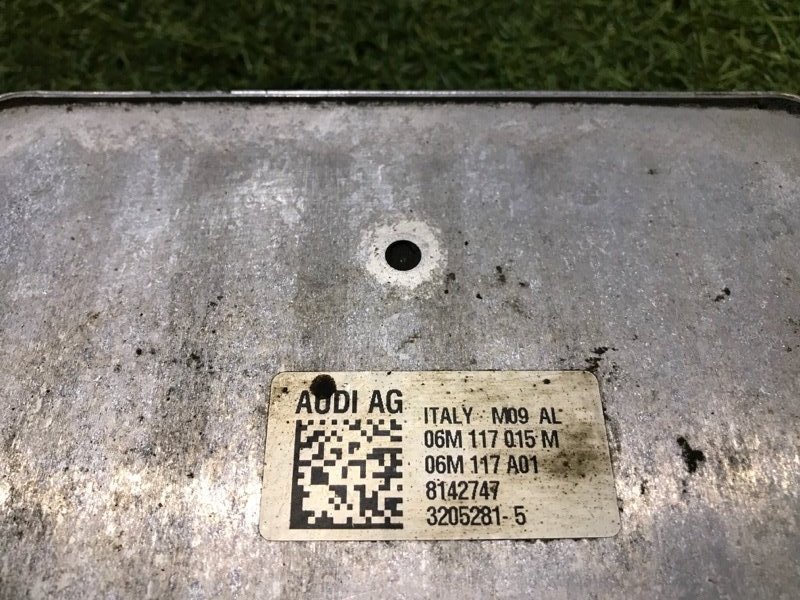 AUDI AG
ITALY M09 AL
06M 117 015 M
06M 117 A01
8142747
3205281-5